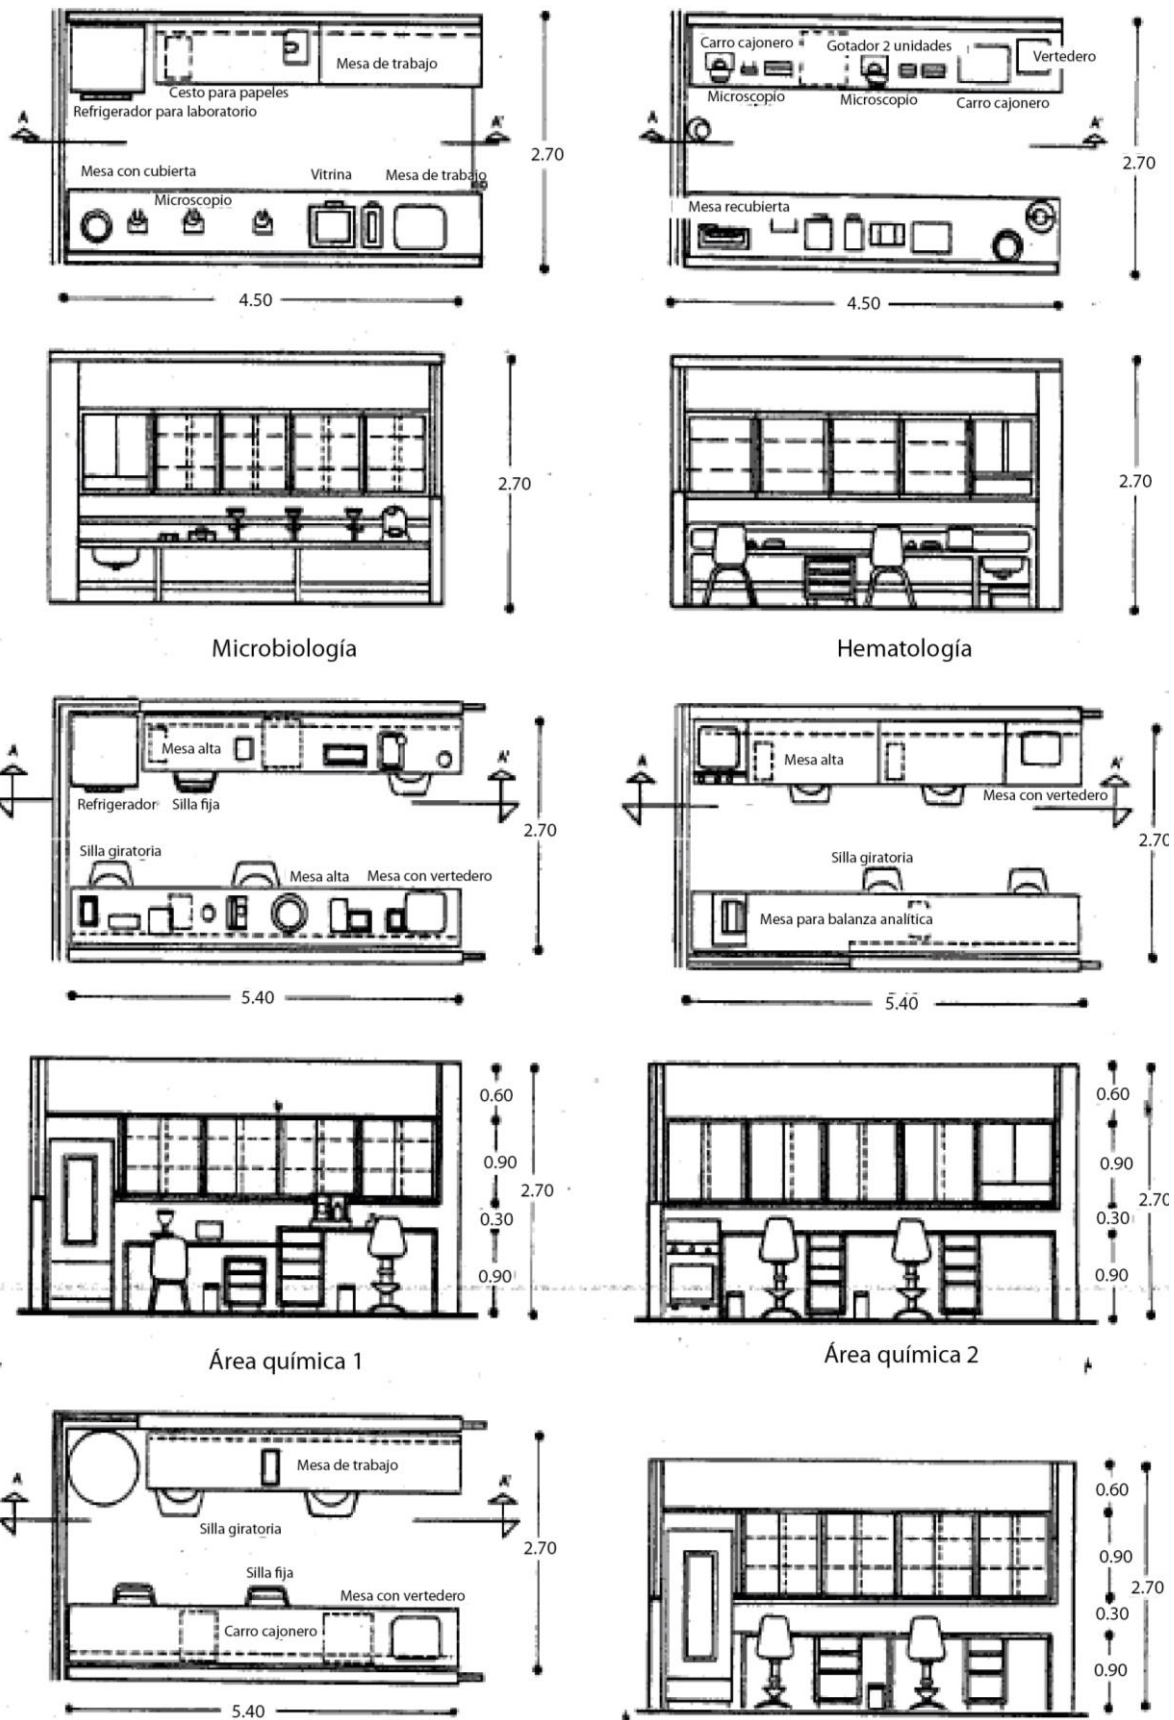 Mesa de trabajo
Cesto para papeles
Refrigerador para laboratorio
A
A'
2.70
Mesa con cubierta
Vitrina
Mesa de trabajo
Microscopio
4.50
2.70
Carro cajonero
Gotador 2 unidades
Vertedero
Microscopío
Microscopío
Carro cajonero
A
A'
2.70
Mesa recubierta
4.50
2.70
Microbiología
Hematología
Mesa alta
A
A'
Refrigerador
Silla fija
2.70
Silla giratoria
Mesa alta
Mesa con vertedero
5.40
Mesa alta
A
A'
Mesa con vertedero
2.70
Silla giratoria
Mesa para balanza analítica
5.40
0.60
0.90
2.70
0.30
0.90
0.60
0.90
2.70
0.30
0.90
Área química 1
Área química 2
Mesa de trabajo
A
A'
Silla giratoria
2.70
Silla fija
Mesa con vertedero
Carro cajonero
5.40
0.60
0.90
2.70
0.30
0.90